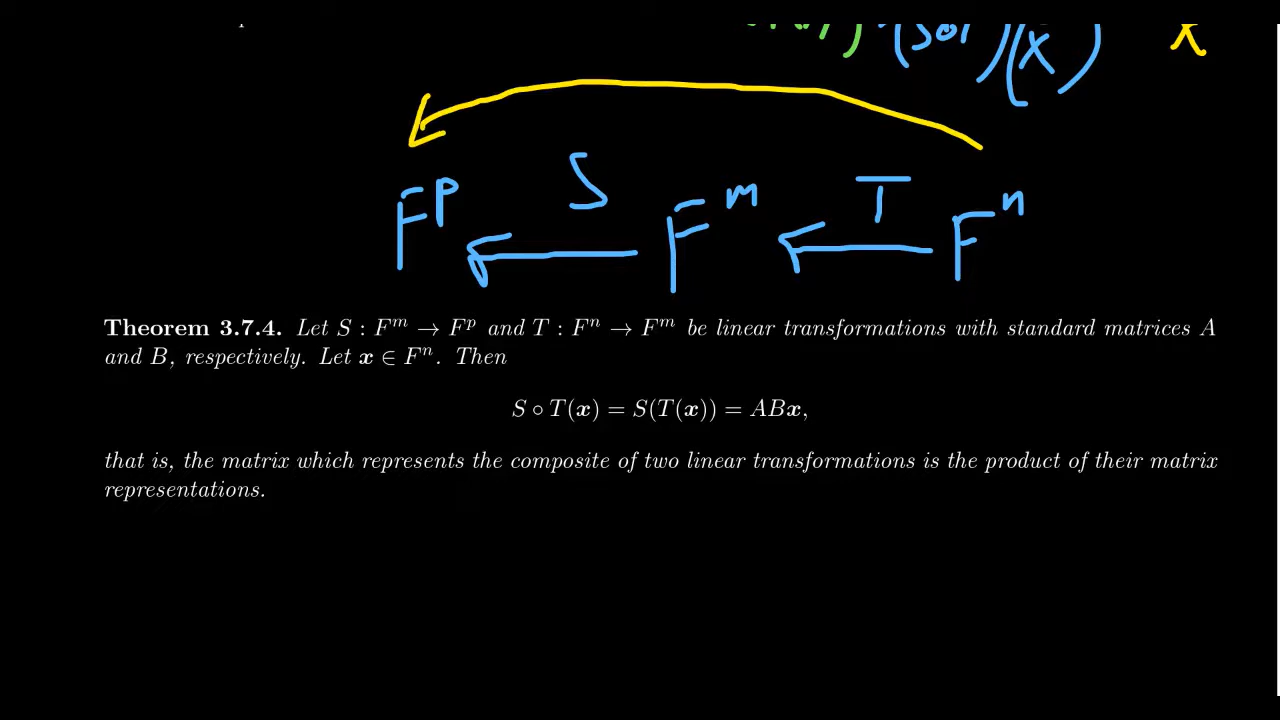 (S∘T)(x) x
S T
F^p F^m F^n
Theorem 3.7.4. Let S : F^m → F^p and T : F^n → F^m be linear transformations with standard matrices A
and B, respectively. Let x ∈ F^n. Then
S ∘ T(x) = S(T(x)) = ABx,
that is, the matrix which represents the composite of two linear transformations is the product of their matrix
representations.